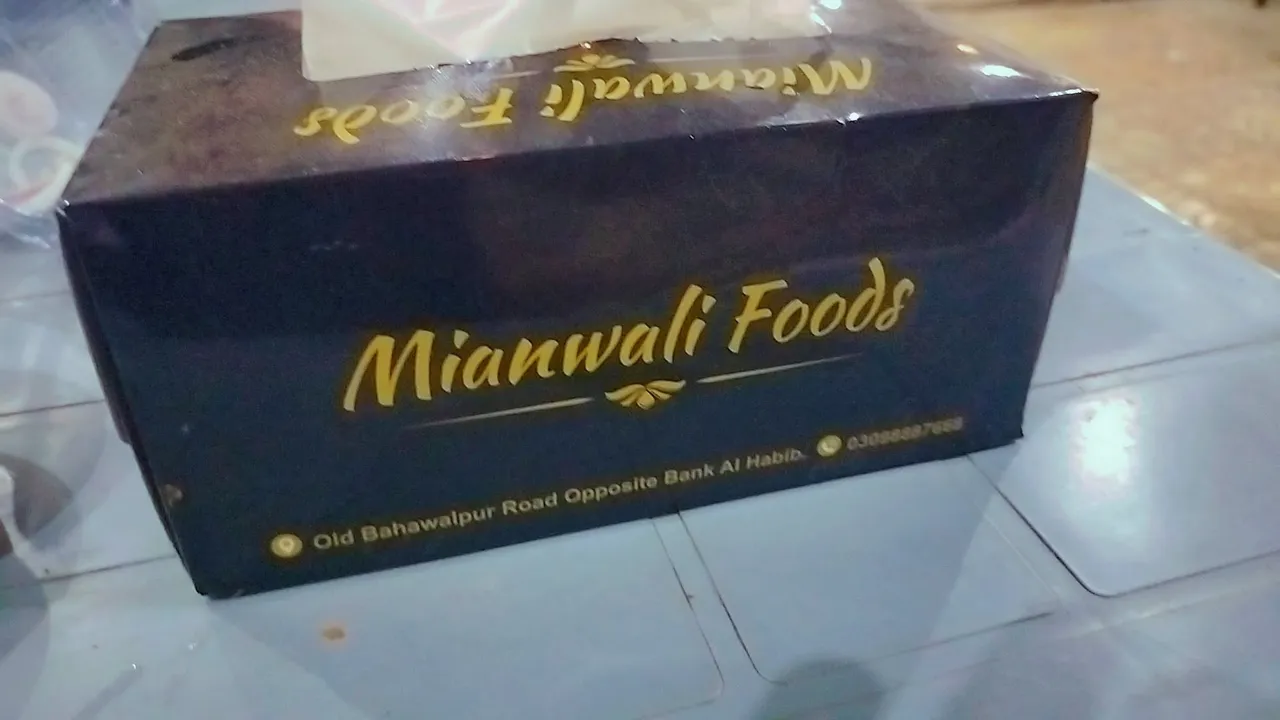 Mianwali Foods
Mianwali Foods
Old Bahawalpur Road Opposite Bank Al Habib.